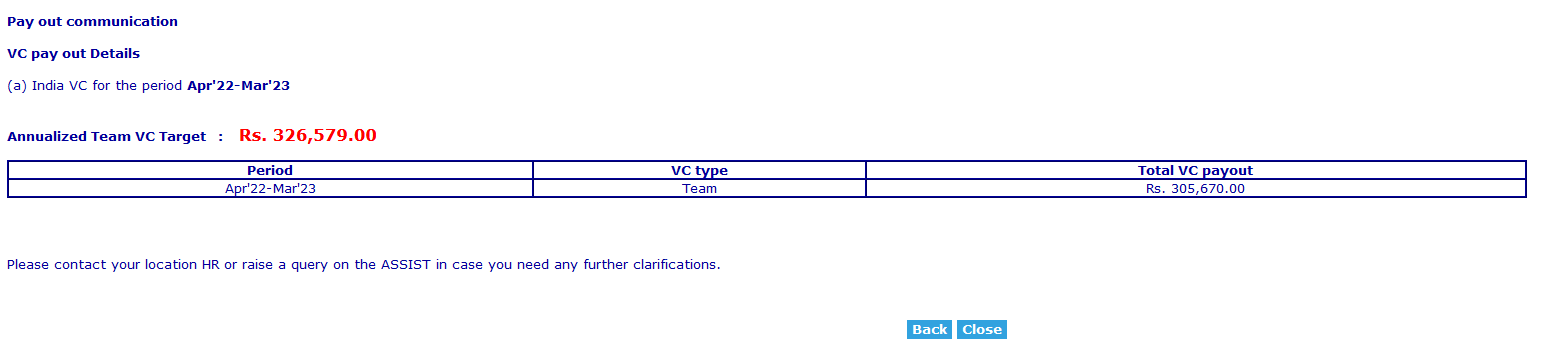 Pay out communication
VC pay out Details
(a) India VC for the period Apr'22-Mar'23
Annualized Team VC Target : Rs. 326,579.00
Period VC type Total VC payout
Apr'22-Mar'23 Team Rs. 305,670.00
Please contact your location HR or raise a query on the ASSIST in case you need any further clarifications.
Back Close